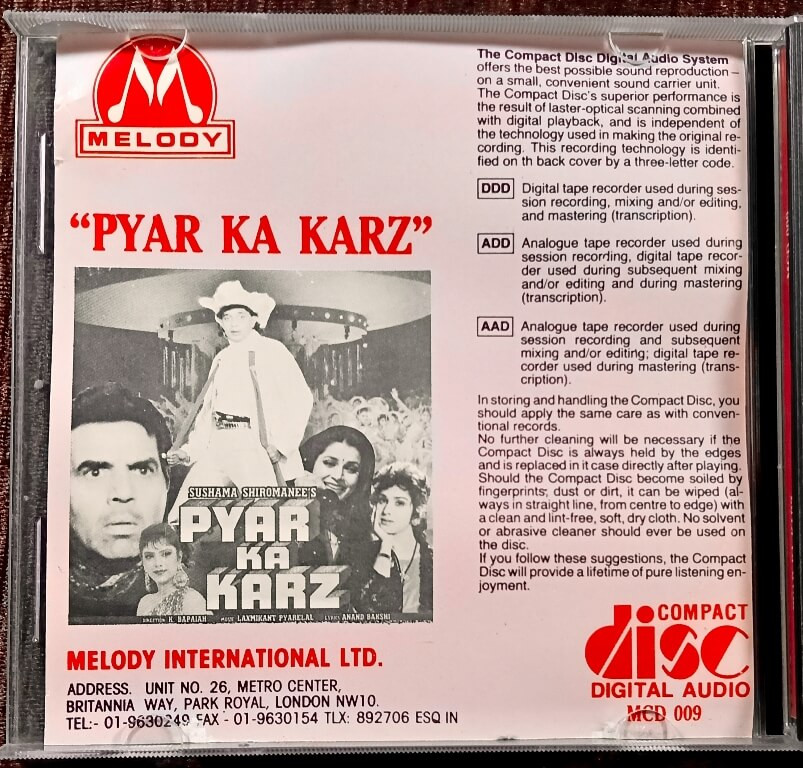 MELODY
"PYAR KA KARZ"
SUSHAMA SHIROMANEE'S
PYAR
KA
KARZ
DIRECTION K. BAPAIAH MUSIC LAXMIKANT PYARELAL LYRICS ANAND BAKSHI
MELODY INTERNATIONAL LTD.
ADDRESS. UNIT NO. 26, METRO CENTER,
BRITANNIA WAY, PARK ROYAL, LONDON NW10.
TEL:- 01-9630249 FAX - 01-9630154 TLX: 892706 ESQ IN
The Compact Disc Digital Audio System
offers the best possible sound reproduction –
on a small, convenient sound carrier unit.
The Compact Disc's superior performance is
the result of laster-optical scanning combined
with digital playback, and is independent of
the technology used in making the original re-
cording. This recording technology is identi-
fied on th back cover by a three-letter code.
DDD Digital tape recorder used during ses-
sion recording, mixing and/or editing,
and mastering (transcription).
ADD Analogue tape recorder used during
session recording, digital tape recor-
der used during subsequent mixing
and/or editing and during mastering
(transcription).
AAD Analogue tape recorder used during
session recording and subsequent
mixing and/or editing; digital tape re-
corder used during mastering (trans-
cription).
In storing and handling the Compact Disc, you
should apply the same care as with conven-
tional records.
No further cleaning will be necessary if the
Compact Disc is always held by the edges
and is replaced in it case directly after playing.
Should the Compact Disc become soiled by
fingerprints, dust or dirt, it can be wiped (al-
ways in straight line, from centre to edge) with
a clean and lint-free, soft, dry cloth. No solvent
or abrasive cleaner should ever be used on
the disc.
If you follow these suggestions, the Compact
Disc will provide a lifetime of pure listening en-
joyment.
COMPACT
disc
DIGITAL AUDIO
MCD 009